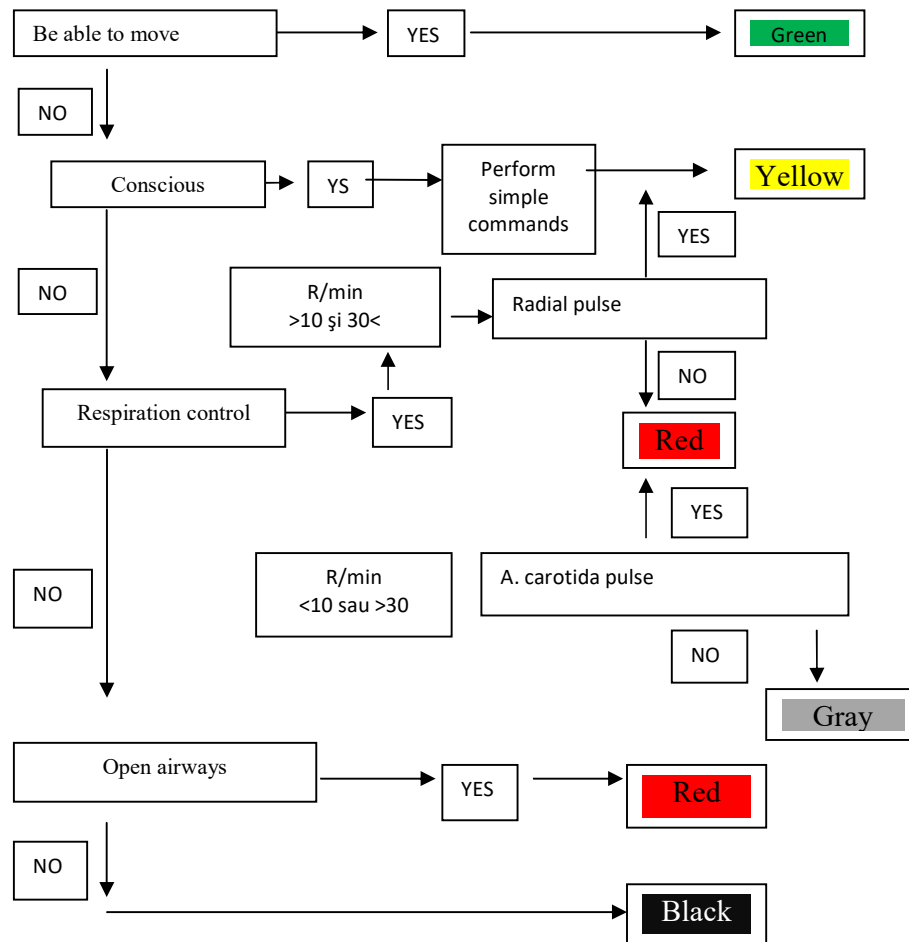 Be able to move
YES
Green
NO
Conscious
YS
Perform
simple
commands
Yellow
YES
NO
R/min
>10 şi 30<
Radial pulse
NO
Respiration control
YES
Red
YES
R/min
<10 sau >30
A. carotida pulse
NO
NO
Gray
Open airways
YES
Red
NO
Black